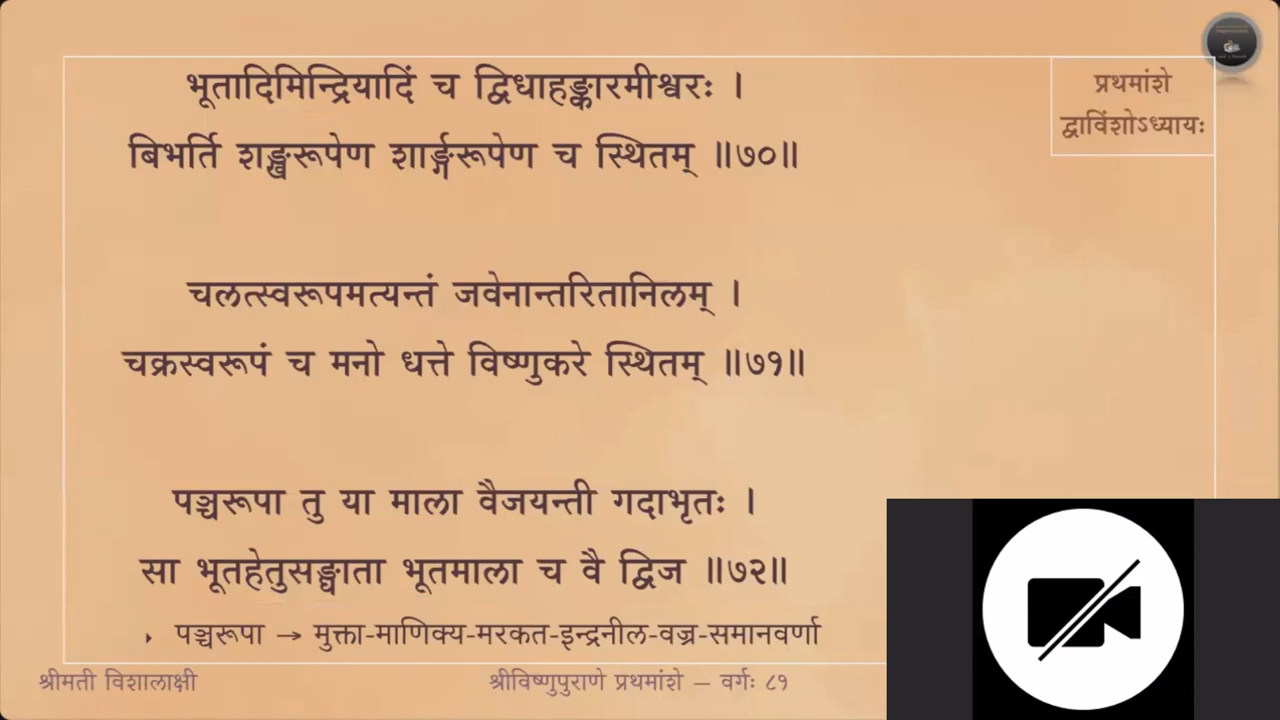 भूतादिमिन्द्रियादिं च द्विधाहङ्कारमीश्वरः ।
बिभर्ति शङ्खरूपेण शार्ङ्गरूपेण च स्थितम् ॥७०॥
प्रथमांशे
द्वाविंशोऽध्यायः
चलत्स्वरूपमत्यन्तं जवेनान्तरितानिलम् ।
चक्रस्वरूपं च मनो धत्ते विष्णुकरे स्थितम् ॥७१॥
पञ्चरूपा तु या माला वैजयन्ती गदाभृतः ।
सा भूतहेतुसङ्घाता भूतमाला च वै द्विज ॥७२॥
‣ पञ्चरूपा → मुक्ता-माणिक्य-मरकत-इन्द्रनील-वज्र-समानवर्णा
श्रीमती विशालाक्षी
श्रीविष्णुपुराणे प्रथमांशे – वर्गः ८१